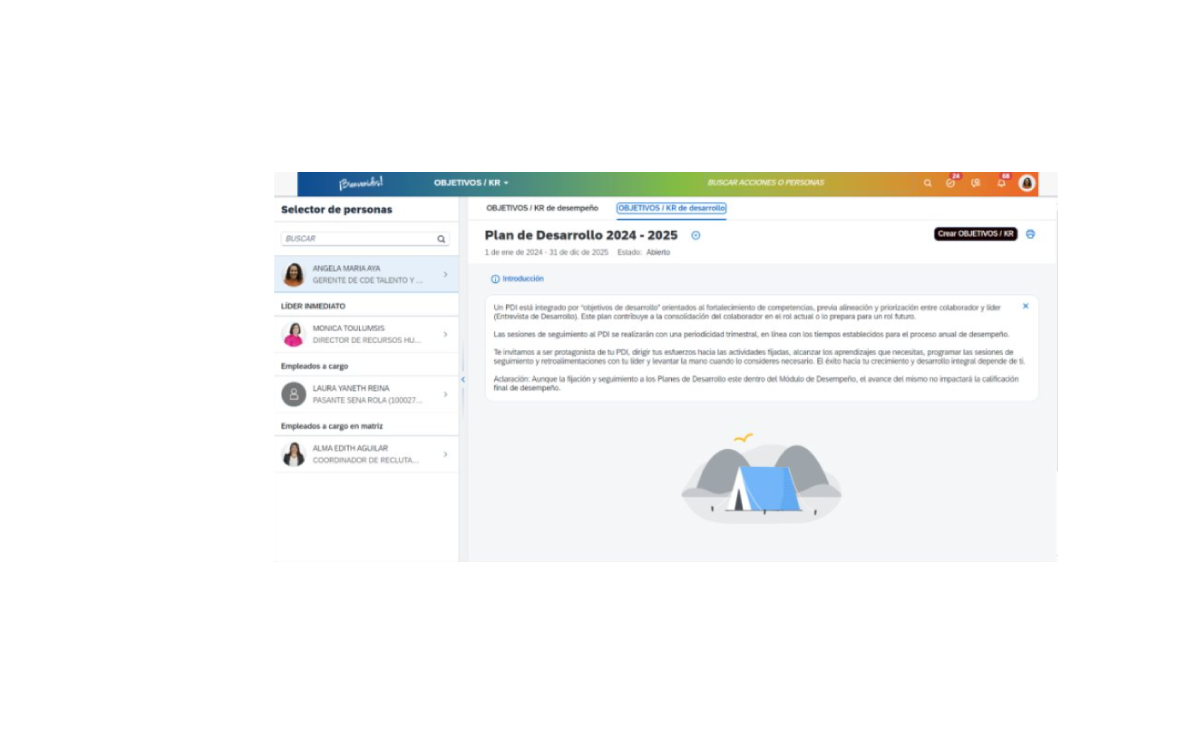 ¡Bienvenid@!
OBJETIVOS / KR
BUSCAR ACCIONES O PERSONAS
24
68
Selector de personas
BUSCAR
ANGELA MARIA AYA
GERENTE DE CDE TALENTO Y ...
LÍDER INMEDIATO
MONICA TOULUMSIS
DIRECTOR DE RECURSOS HU...
Empleados a cargo
LAURA YANETH REINA
PASANTE SENA ROLA (100027...
Empleados a cargo en matriz
ALMA EDITH AGUILAR
COORDINADOR DE RECLUTA...
OBJETIVOS / KR de desempeño
OBJETIVOS / KR de desarrollo
Plan de Desarrollo 2024 - 2025
Crear OBJETIVOS / KR
1 de ene de 2024 - 31 de dic de 2025 Estado: Abierto
Introducción
Un PDI está integrado por "objetivos de desarrollo" orientados al fortalecimiento de competencias, previa alineación y priorización entre colaborador y líder
(Entrevista de Desarrollo). Este plan contribuye a la consolidación del colaborador en el rol actual o lo prepara para un rol futuro.
Las sesiones de seguimiento al PDI se realizarán con una periodicidad trimestral, en línea con los tiempos establecidos para el proceso anual de desempeño.
Te invitamos a ser protagonista de tu PDI, dirigir tus esfuerzos hacia las actividades fijadas, alcanzar los aprendizajes que necesitas, programar las sesiones de
seguimiento y retroalimentaciones con tu líder y levantar la mano cuando lo consideres necesario. El éxito hacia tu crecimiento y desarrollo integral depende de ti.
Aclaración: Aunque la fijación y seguimiento a los Planes de Desarrollo este dentro del Módulo de Desempeño, el avance del mismo no impactará la calificación
final de desempeño.